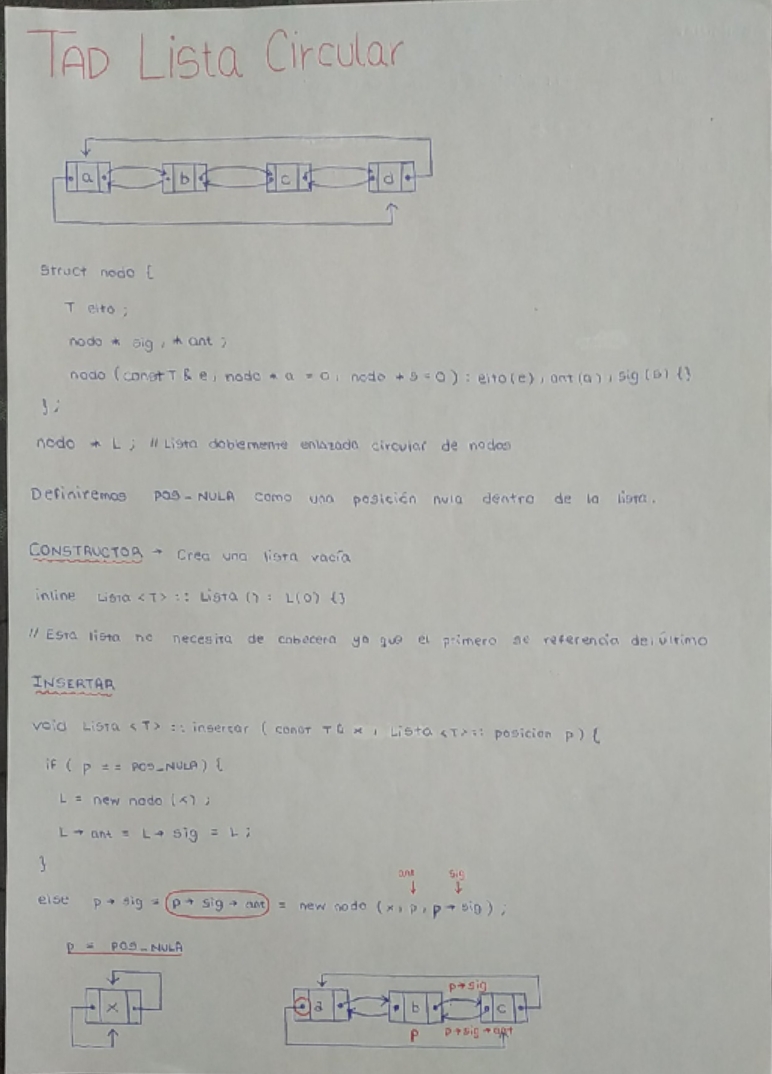 TAD Lista Circular
a b c d
struct nodo {
T elto ;
nodo * sig , * ant ;
nodo (const T & e, nodo * a = 0, nodo * s = 0) : elto(e), ant(a), sig(s) {}
};
nodo * L ; // Lista doblemente enlazada circular de nodos
Definiremos POS_NULA como una posición nula dentro de la lista.
CONSTRUCTOR → Crea una lista vacía
inline Lista <T> :: Lista () : L(0) {}
// Esta lista no necesita de cabecera ya que el primero se referencia del último
INSERTAR
void Lista <T> :: insertar ( const T& x , Lista <T> :: posicion p) {
if ( p == POS_NULA) {
L = new nodo (x) ;
L → ant = L → sig = L ;
}
ant sig
else p → sig = p → sig → ant = new nodo (x, p, p → sig) ;
p = POS_NULA
p→sig
x a b c
p p→sig→ant